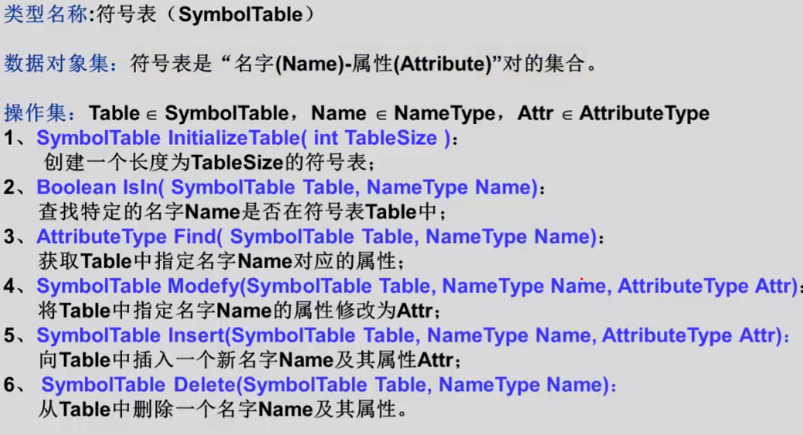 类型名称:符号表（SymbolTable）
数据对象集：符号表是“名字(Name)-属性(Attribute)”对的集合。
操作集：Table ∈ SymbolTable，Name ∈ NameType，Attr ∈ AttributeType
1、SymbolTable InitializeTable( int TableSize )：
创建一个长度为TableSize的符号表；
2、Boolean IsIn( SymbolTable Table, NameType Name)：
查找特定的名字Name是否在符号表Table中；
3、AttributeType Find( SymbolTable Table, NameType Name)：
获取Table中指定名字Name对应的属性；
4、SymbolTable Modefy(SymbolTable Table, NameType Name, AttributeType Attr)：
将Table中指定名字Name的属性修改为Attr；
5、SymbolTable Insert(SymbolTable Table, NameType Name, AttributeType Attr)：
向Table中插入一个新名字Name及其属性Attr；
6、 SymbolTable Delete(SymbolTable Table, NameType Name)：
从Table中删除一个名字Name及其属性。